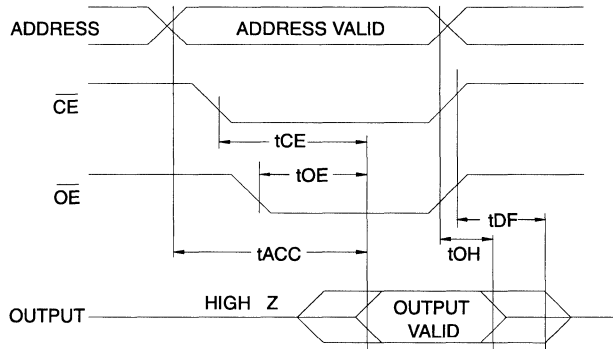 ADDRESS
ADDRESS VALID
CE
tCE
tOE
OE
tDF
tACC
tOH
HIGH Z
OUTPUT
OUTPUT
VALID